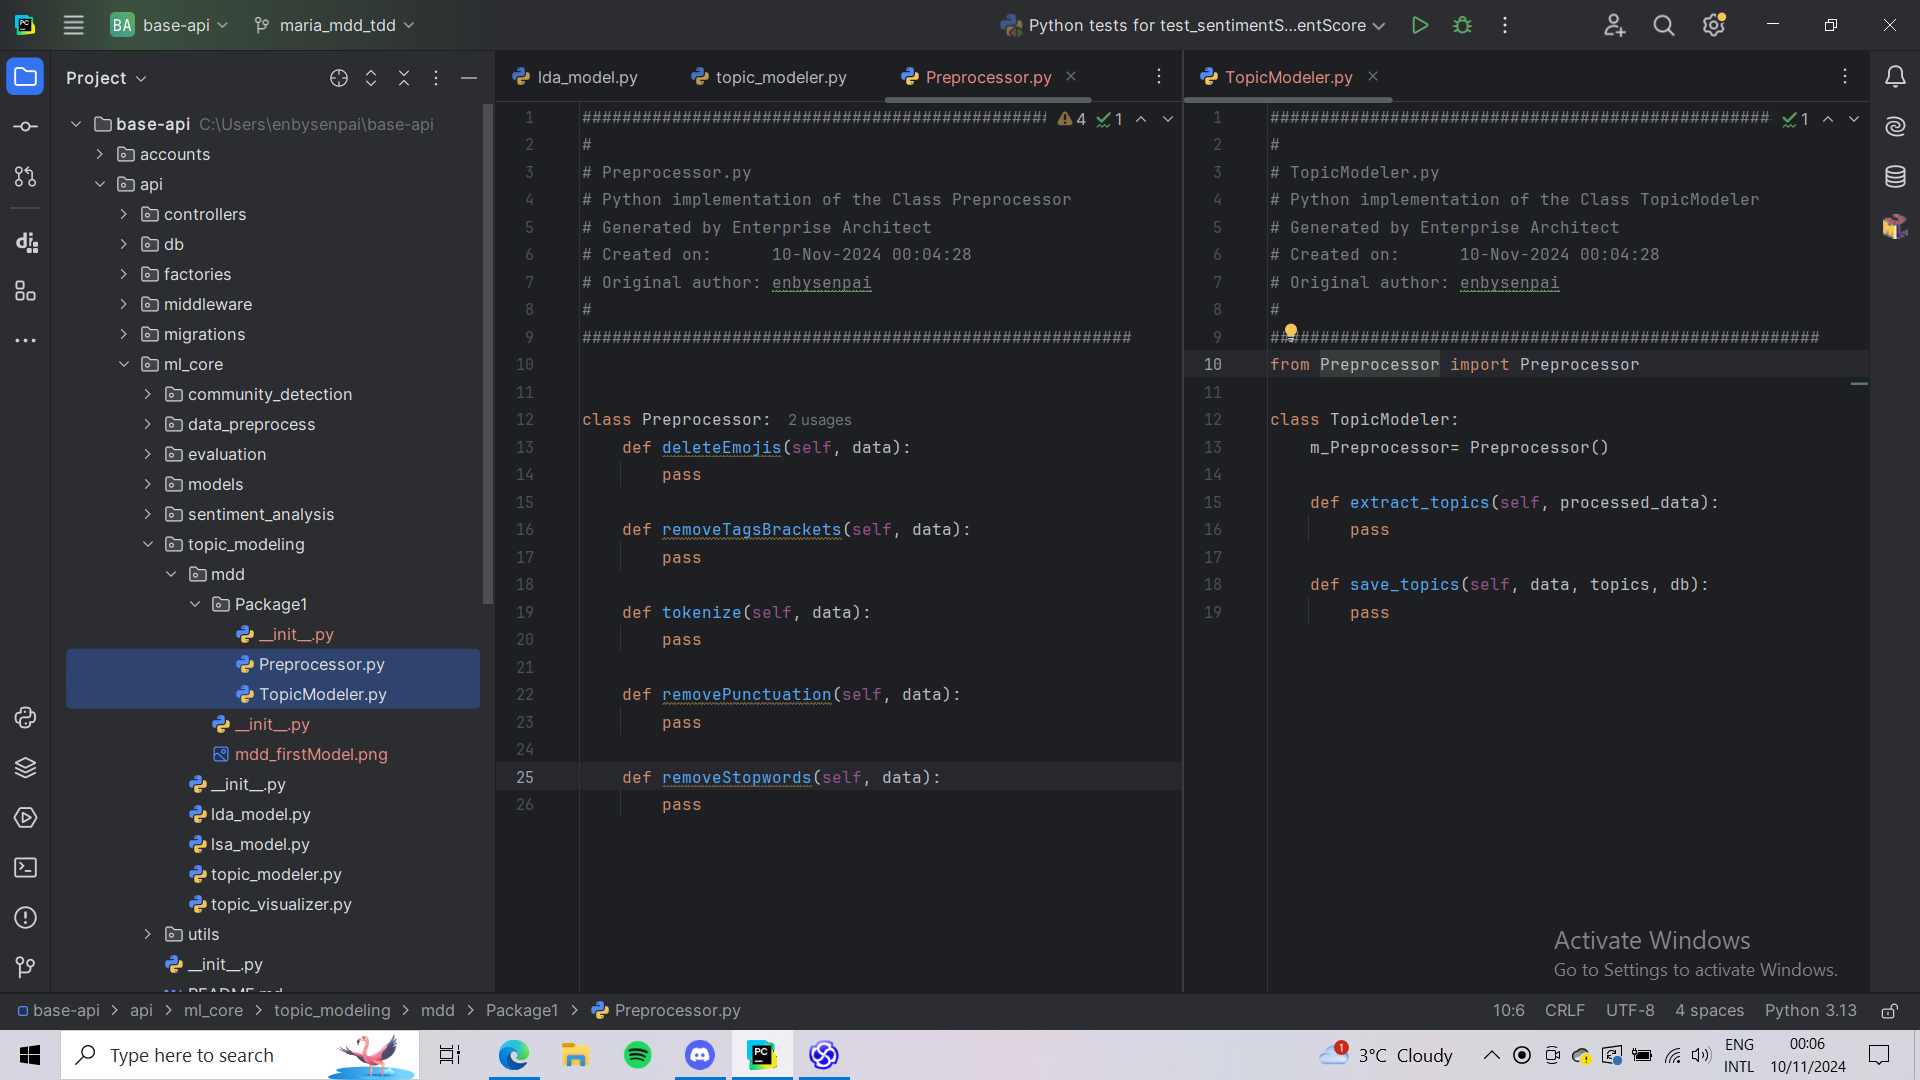 BA base-api
maria_mdd_tdd
Python tests for test_sentimentS...entScore
Project
base-api C:\Users\enbysenpai\base-api
accounts
api
controllers
db
factories
middleware
migrations
ml_core
community_detection
data_preprocess
evaluation
models
sentiment_analysis
topic_modeling
mdd
Package1
__init__.py
Preprocessor.py
TopicModeler.py
__init__.py
mdd_firstModel.png
__init__.py
lda_model.py
lsa_model.py
topic_modeler.py
topic_visualizer.py
utils
__init__.py
lda_model.py
topic_modeler.py
Preprocessor.py
4 1
1 ###############################################
2 #
3 # Preprocessor.py
4 # Python implementation of the Class Preprocessor
5 # Generated by Enterprise Architect
6 # Created on:      10-Nov-2024 00:04:28
7 # Original author: enbysenpai
8 #
9 #######################################################
10
11
12 class Preprocessor: 2 usages
13     def deleteEmojis(self, data):
14         pass
15
16     def removeTagsBrackets(self, data):
17         pass
18
19     def tokenize(self, data):
20         pass
21
22     def removePunctuation(self, data):
23         pass
24
25     def removeStopwords(self, data):
26         pass
TopicModeler.py
1
1 ##################################################
2 #
3 # TopicModeler.py
4 # Python implementation of the Class TopicModeler
5 # Generated by Enterprise Architect
6 # Created on:      10-Nov-2024 00:04:28
7 # Original author: enbysenpai
8 #
9 #######################################################
10 from Preprocessor import Preprocessor
11
12 class TopicModeler:
13     m_Preprocessor= Preprocessor()
14
15     def extract_topics(self, processed_data):
16         pass
17
18     def save_topics(self, data, topics, db):
19         pass
Activate Windows
Go to Settings to activate Windows.
base-api > api > ml_core > topic_modeling > mdd > Package1 > Preprocessor.py
10:6 CRLF UTF-8 4 spaces Python 3.13
Type here to search
PC
1
3°C Cloudy
ENG
INTL
00:06
10/11/2024